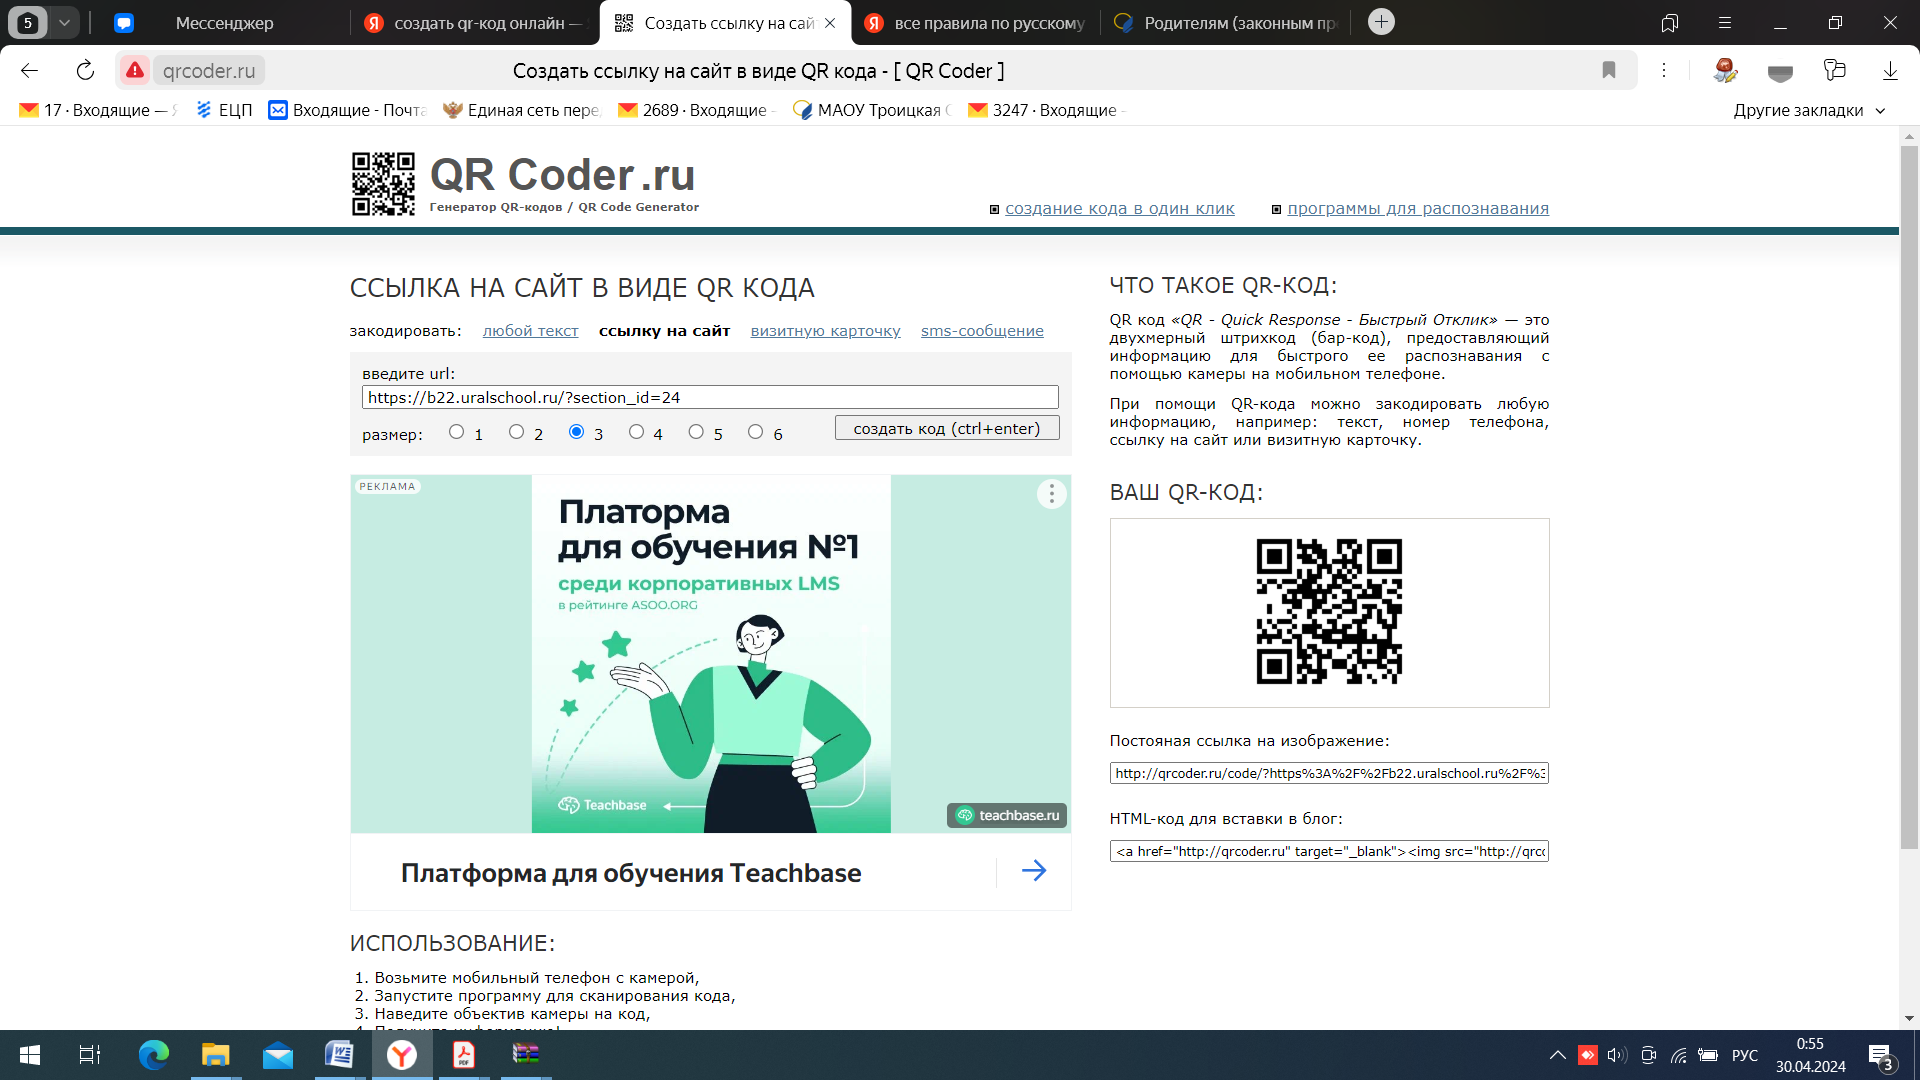 5
Мессенджер
создать qr-код онлайн —
Создать ссылку на сай
все правила по русскому
Родителям (законным пр
qrcoder.ru
Создать ссылку на сайт в виде QR кода - [ QR Coder ]
17 · Входящие — Я
ЕЦП
Входящие - Почта
Единая сеть пере
2689 · Входящие -
МАОУ Троицкая С
3247 · Входящие -
Другие закладки
QR Coder.ru
Генератор QR-кодов / QR Code Generator
создание кода в один клик
программы для распознавания
ССЫЛКА НА САЙТ В ВИДЕ QR КОДА
закодировать: любой текст ссылку на сайт визитную карточку sms-сообщение
введите url:
https://b22.uralschool.ru/?section_id=24
размер: 1 2 3 4 5 6
создать код (ctrl+enter)
РЕКЛАМА
Платорма
для обучения №1
среди корпоративных LMS
в рейтинге ASOO.ORG
Teachbase
teachbase.ru
Платформа для обучения Teachbase
ИСПОЛЬЗОВАНИЕ:
1. Возьмите мобильный телефон с камерой,
2. Запустите программу для сканирования кода,
3. Наведите объектив камеры на код,
4. Получите информацию!
ЧТО ТАКОЕ QR-КОД:
QR код «QR - Quick Response - Быстрый Отклик» — это
двухмерный штрихкод (бар-код), предоставляющий
информацию для быстрого ее распознавания с
помощью камеры на мобильном телефоне.
При помощи QR-кода можно закодировать любую
информацию, например: текст, номер телефона,
ссылку на сайт или визитную карточку.
ВАШ QR-КОД:
Постояная ссылка на изображение:
http://qrcoder.ru/code/?https%3A%2F%2Fb22.uralschool.ru%2F%3
HTML-код для вставки в блог:
<a href="http://qrcoder.ru" target="_blank"><img src="http://qrco
PDF
РУС
0:55
30.04.2024
3